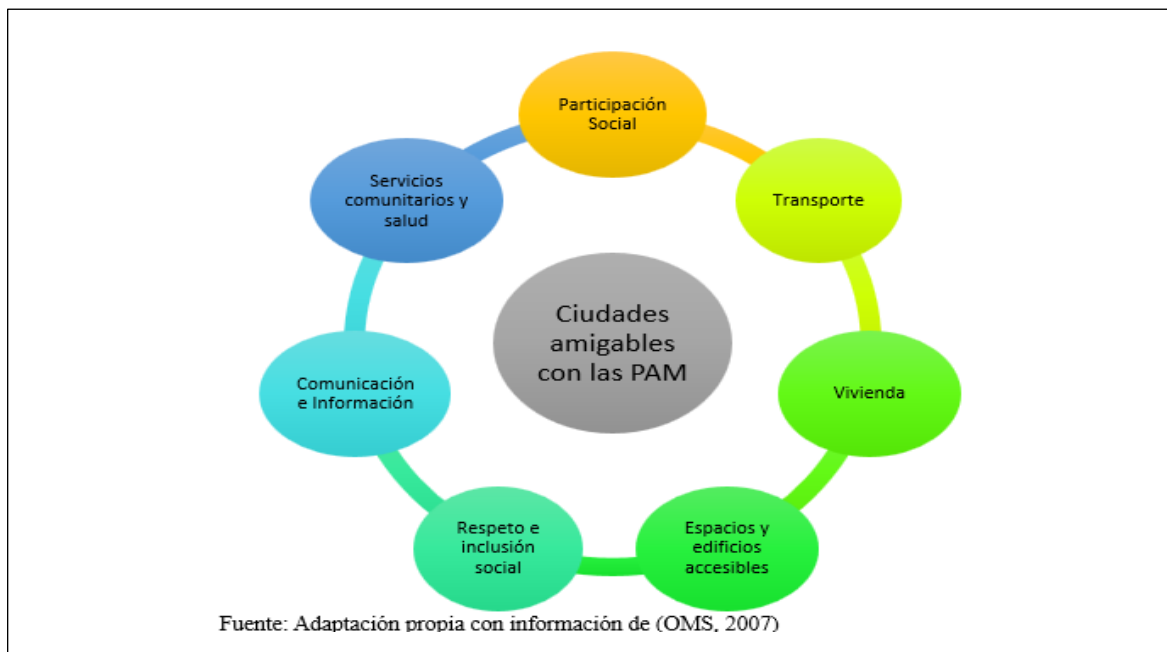 Participación
Social
Transporte
Vivienda
Espacios y
edificios
accesibles
Respeto e
inclusión
social
Comunicación
e Información
Servicios
comunitarios y
salud
Ciudades
amigables
con las PAM
Fuente: Adaptación propia con información de (OMS, 2007)